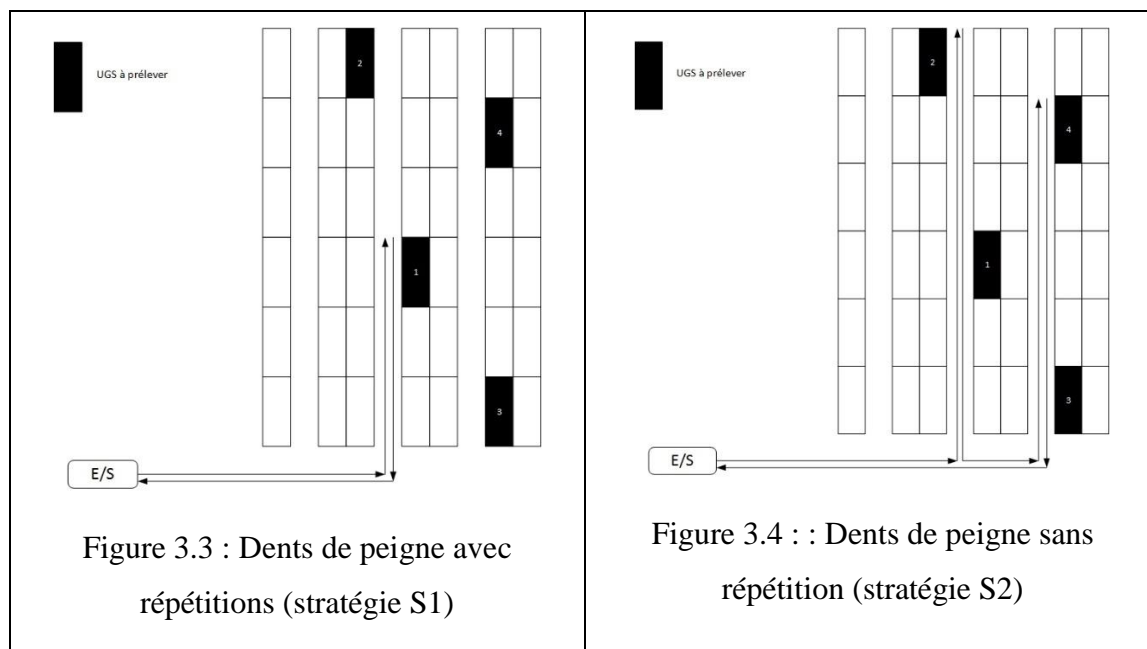 UGS à prélever
2
4
1
3
E/S
Figure 3.3 : Dents de peigne avec
répétitions (stratégie S1)
UGS à prélever
2
4
1
3
E/S
Figure 3.4 : : Dents de peigne sans
répétition (stratégie S2)